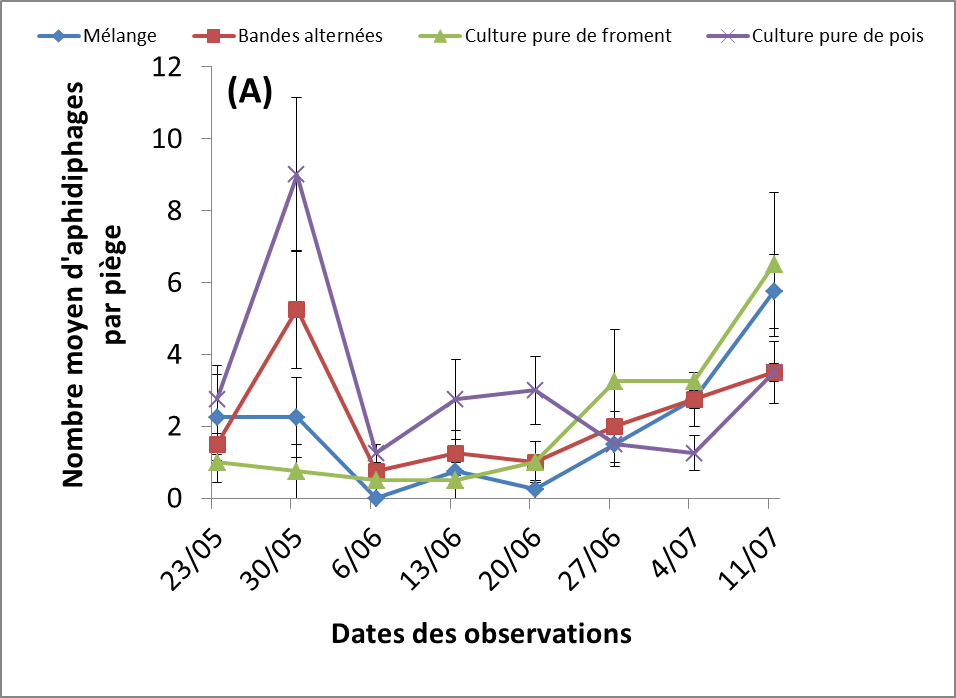 Mélange Bandes alternées Culture pure de froment Culture pure de pois
(A)
Nombre moyen d'aphidiphages
par piège
12
10
8
6
4
2
0
23/05 30/05 6/06 13/06 20/06 27/06 4/07 11/07
Dates des observations